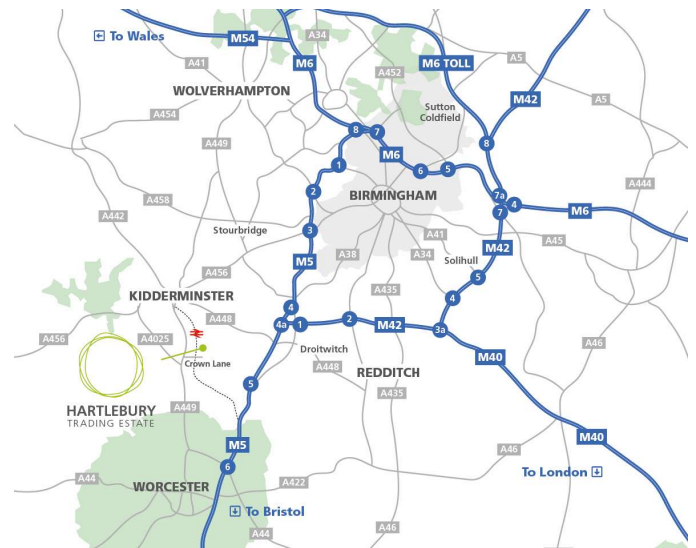 To Wales
M54
A34
A41
M6
A452
M6 TOLL
A5
WOLVERHAMPTON
M42
A5
Sutton
Coldfield
A454
A449
8
7
M6
8
1
6
5
A444
2
BIRMINGHAM
7a
A458
4
7
M6
A442
Stourbridge
3
A41
A45
M42
A38
A34
M5
Solihull
A456
5
A435
KIDDERMINSTER
4
4
A448
4a
1
2
M42
3a
A456
A4025
A46
Droitwitch
M40
Crown Lane
A448
REDDITCH
5
A435
HARTLEBURY
TRADING ESTATE
A449
M40
M5
A46
6
To London
A44
A422
WORCESTER
To Bristol
A46
A44